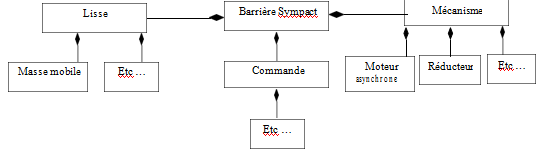 Lisse
Barrière Sympact
Mécanisme
Masse mobile
Etc ...
Commande
Moteur
asynchrone
Réducteur
Etc ...
Etc ...